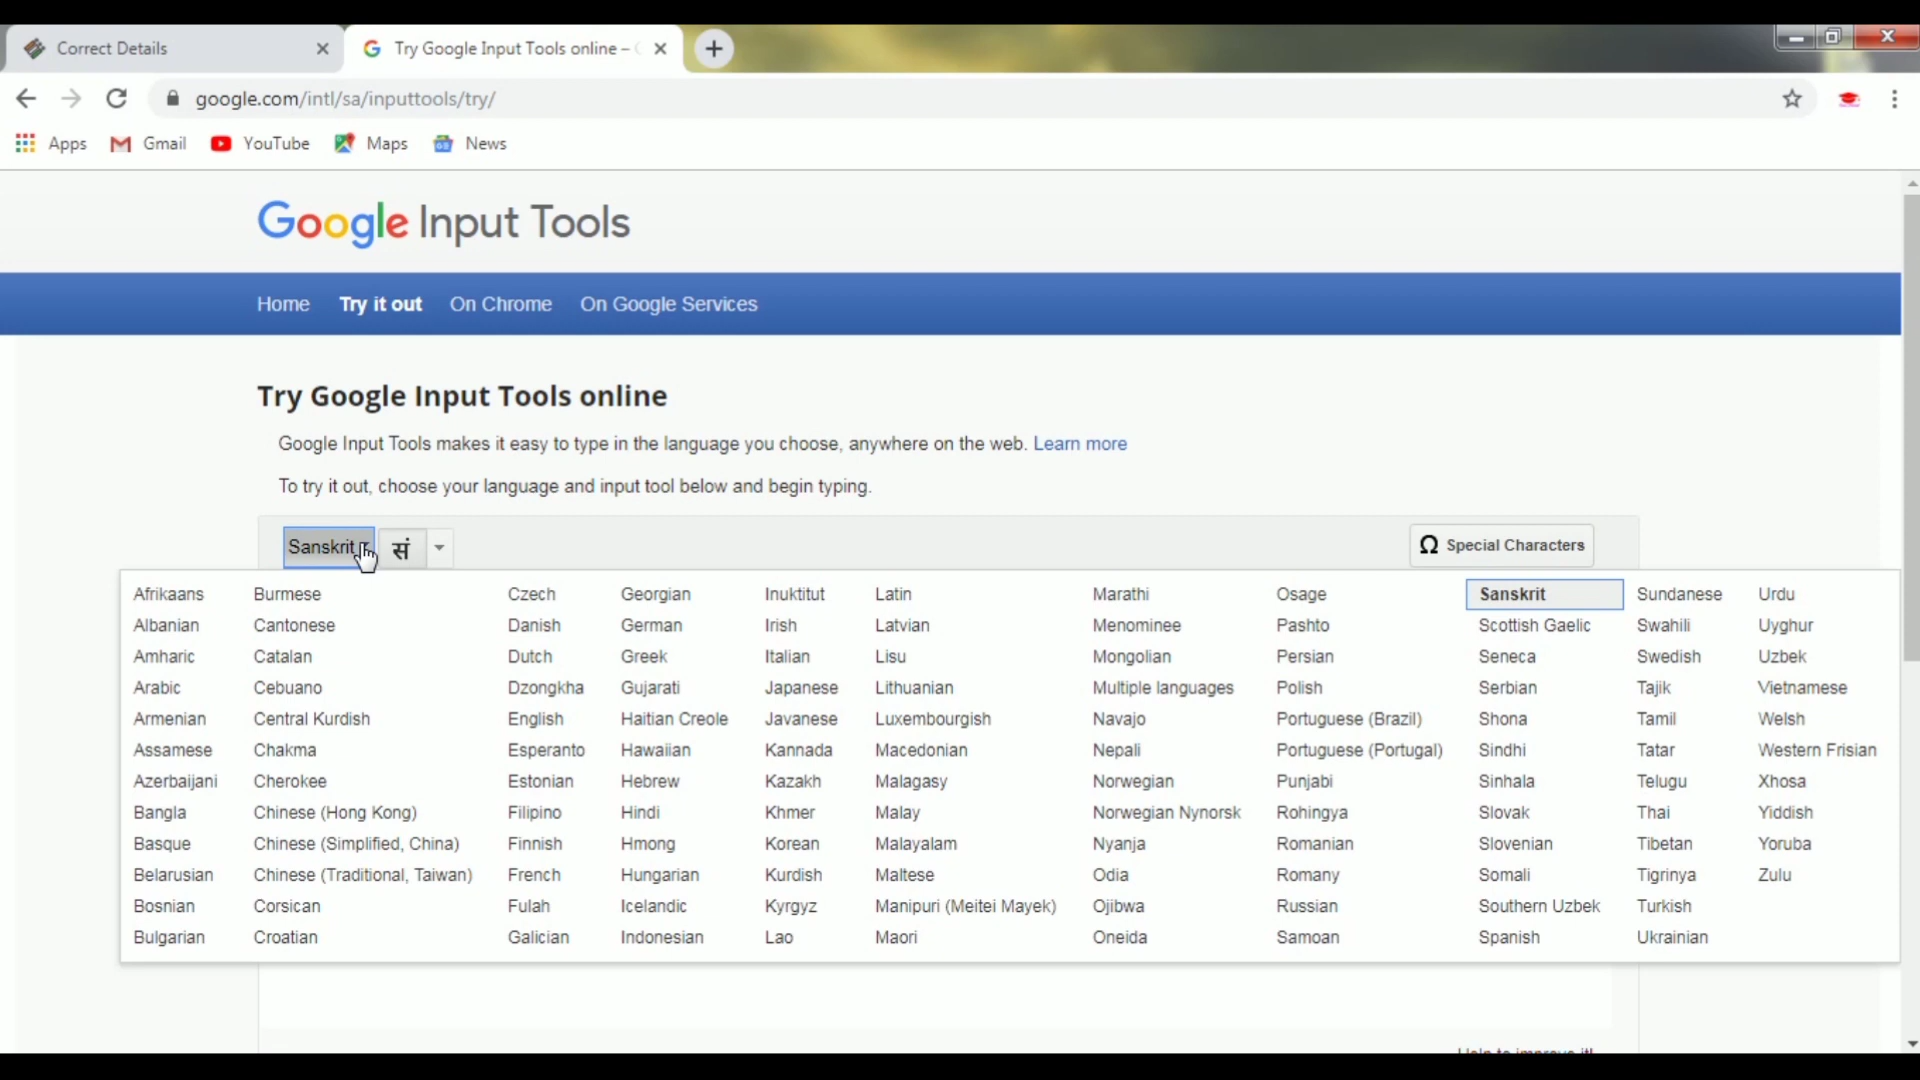 Correct Details
Try Google Input Tools online –
google.com/intl/sa/inputtools/try/
Apps Gmail YouTube Maps News
Google Input Tools
Home Try it out On Chrome On Google Services
Try Google Input Tools online
Google Input Tools makes it easy to type in the language you choose, anywhere on the web. Learn more
To try it out, choose your language and input tool below and begin typing.
Sanskrit सं Ω Special Characters
Afrikaans Burmese Czech Georgian Inuktitut Latin Marathi Osage Sanskrit Sundanese Urdu
Albanian Cantonese Danish German Irish Latvian Menominee Pashto Scottish Gaelic Swahili Uyghur
Amharic Catalan Dutch Greek Italian Lisu Mongolian Persian Seneca Swedish Uzbek
Arabic Cebuano Dzongkha Gujarati Japanese Lithuanian Multiple languages Polish Serbian Tajik Vietnamese
Armenian Central Kurdish English Haitian Creole Javanese Luxembourgish Navajo Portuguese (Brazil) Shona Tamil Welsh
Assamese Chakma Esperanto Hawaiian Kannada Macedonian Nepali Portuguese (Portugal) Sindhi Tatar Western Frisian
Azerbaijani Cherokee Estonian Hebrew Kazakh Malagasy Norwegian Punjabi Sinhala Telugu Xhosa
Bangla Chinese (Hong Kong) Filipino Hindi Khmer Malay Norwegian Nynorsk Rohingya Slovak Thai Yiddish
Basque Chinese (Simplified, China) Finnish Hmong Korean Malayalam Nyanja Romanian Slovenian Tibetan Yoruba
Belarusian Chinese (Traditional, Taiwan) French Hungarian Kurdish Maltese Odia Romany Somali Tigrinya Zulu
Bosnian Corsican Fulah Icelandic Kyrgyz Manipuri (Meitei Mayek) Ojibwa Russian Southern Uzbek Turkish
Bulgarian Croatian Galician Indonesian Lao Maori Oneida Samoan Spanish Ukrainian